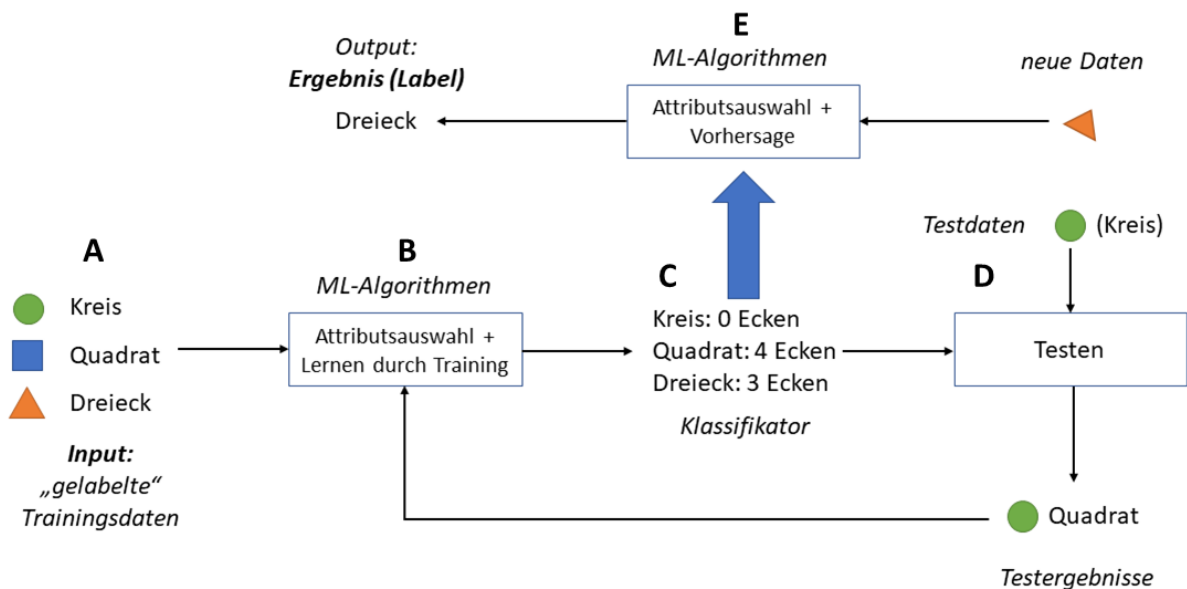 E
Output:
Ergebnis (Label)
Dreieck
ML-Algorithmen
Attributsauswahl +
Vorhersage
neue Daten
Testdaten
(Kreis)
A
Kreis
Quadrat
Dreieck
Input:
„gelabelte“
Trainingsdaten
B
ML-Algorithmen
Attributsauswahl +
Lernen durch Training
C
Kreis: 0 Ecken
Quadrat: 4 Ecken
Dreieck: 3 Ecken
Klassifikator
D
Testen
Quadrat
Testergebnisse